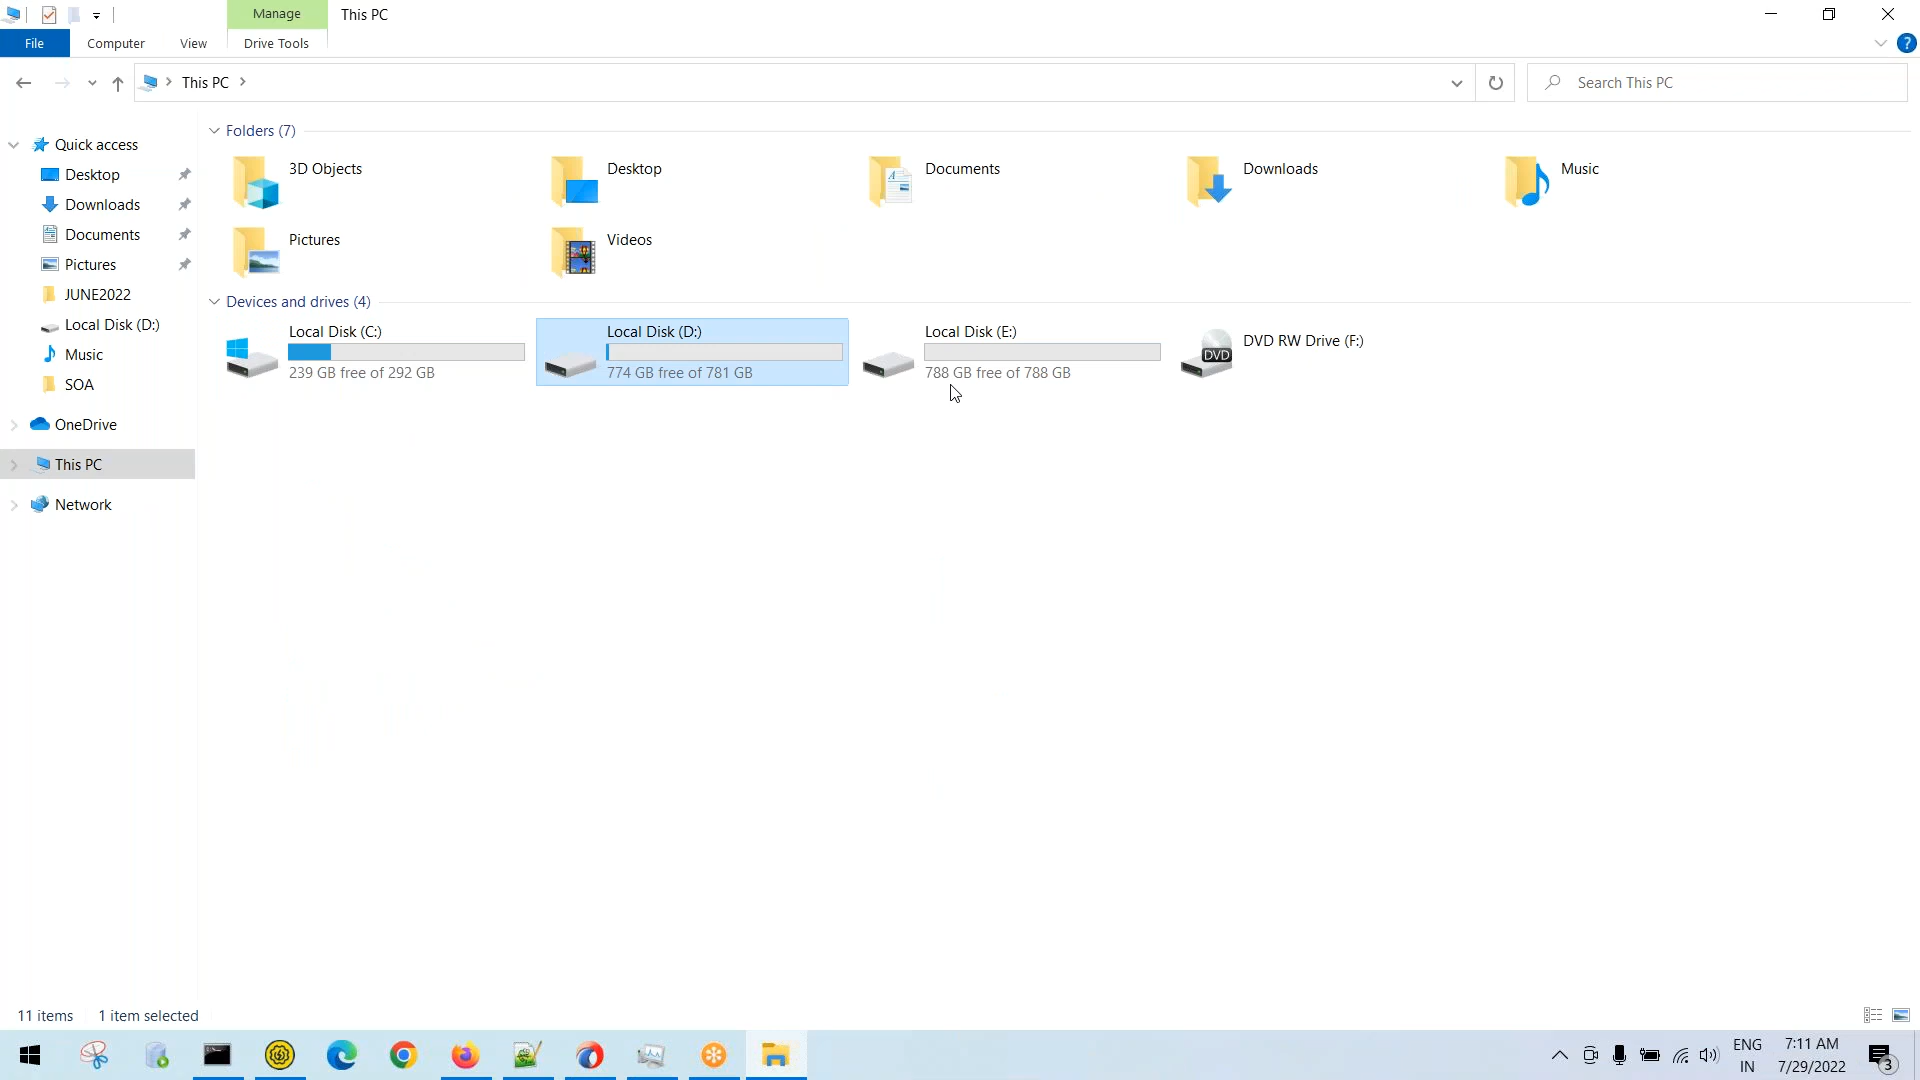 Manage
This PC
File
Computer
View
Drive Tools
?
This PC
Search This PC
Quick access
Desktop
Downloads
Documents
Pictures
JUNE2022
Local Disk (D:)
Music
SOA
OneDrive
This PC
Network
Folders (7)
3D Objects
Desktop
Documents
Downloads
Music
Pictures
Videos
Devices and drives (4)
Local Disk (C:)
239 GB free of 292 GB
Local Disk (D:)
774 GB free of 781 GB
Local Disk (E:)
788 GB free of 788 GB
DVD
DVD RW Drive (F:)
11 items
1 item selected
ENG
IN
7:11 AM
7/29/2022
3